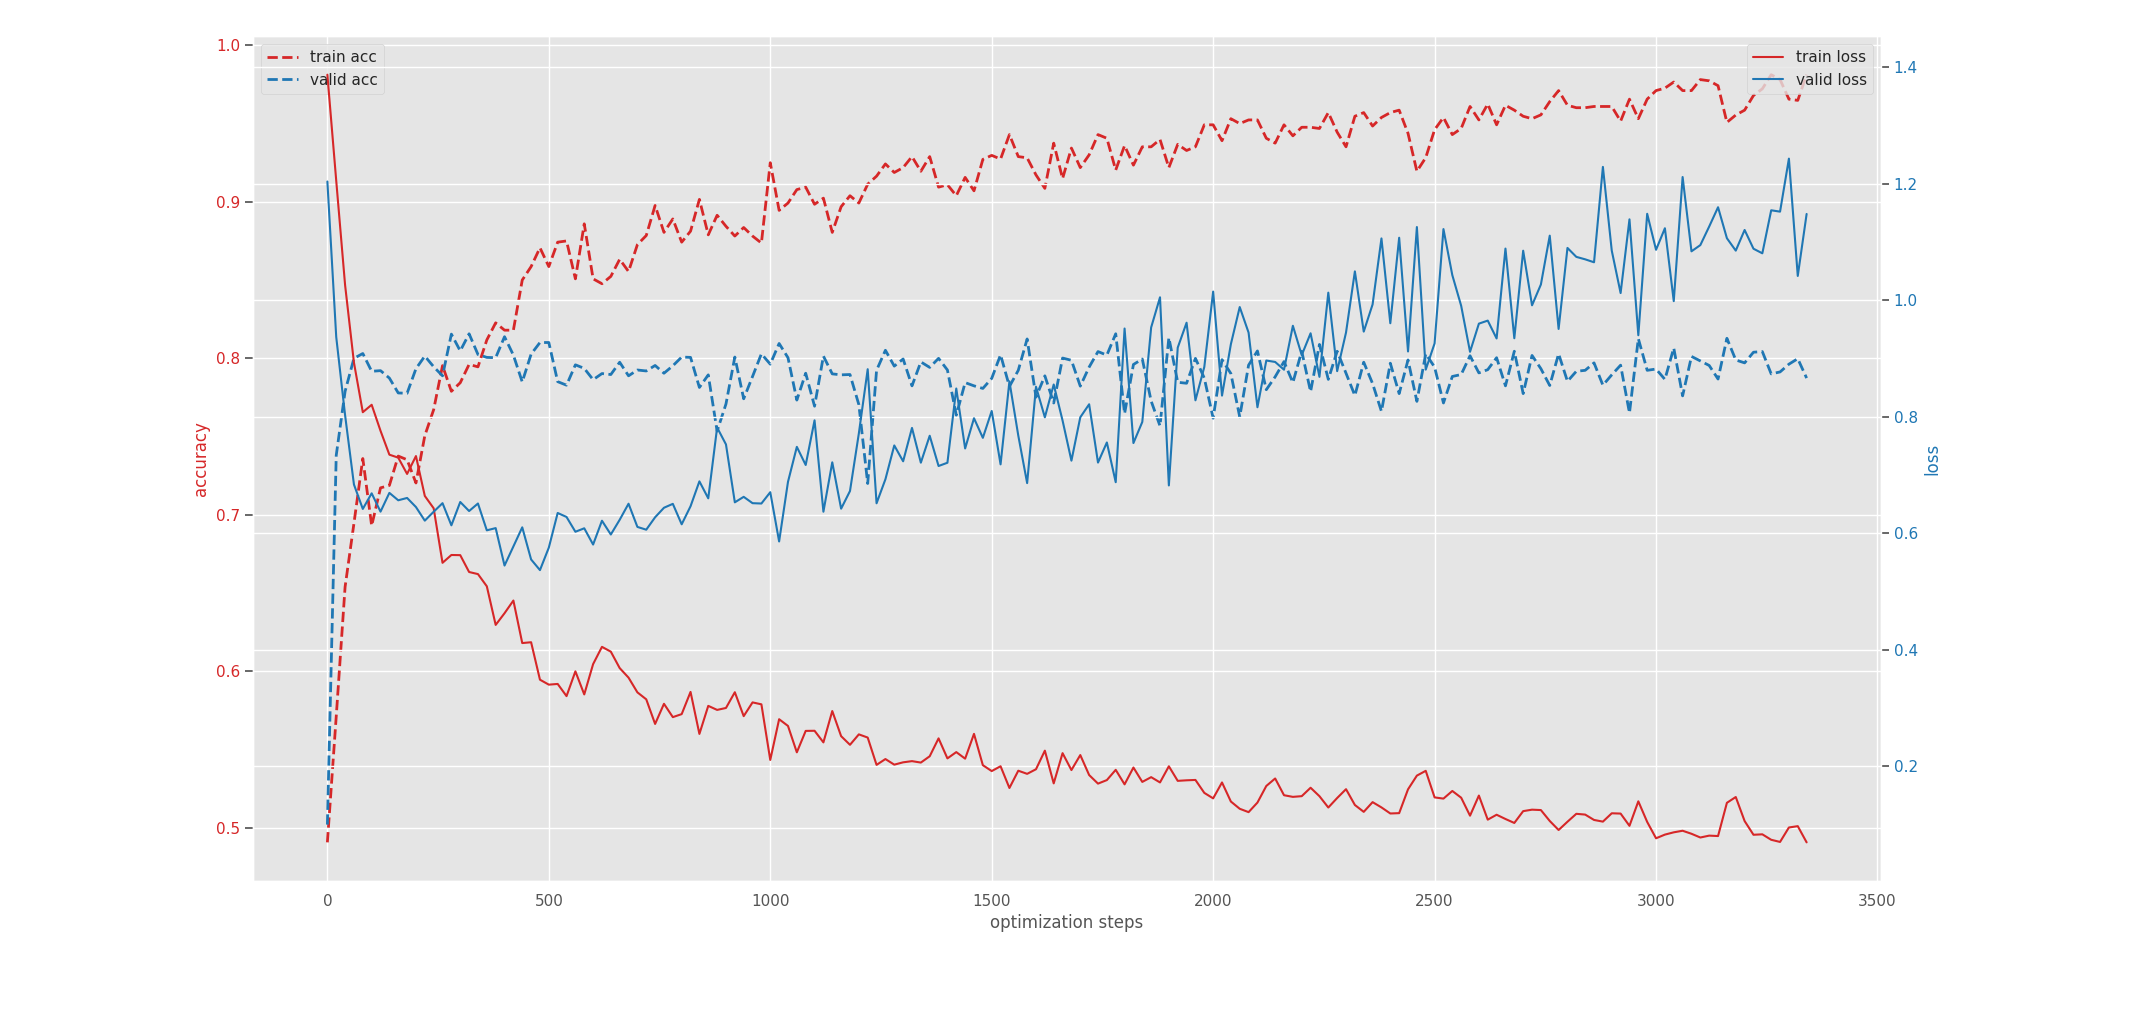 train acc
valid acc
train loss
valid loss
1.0
0.9
0.8
0.7
0.6
0.5
accuracy
1.4
1.2
1.0
0.8
0.6
0.4
0.2
loss
0 500 1000 1500 2000 2500 3000 3500
optimization steps